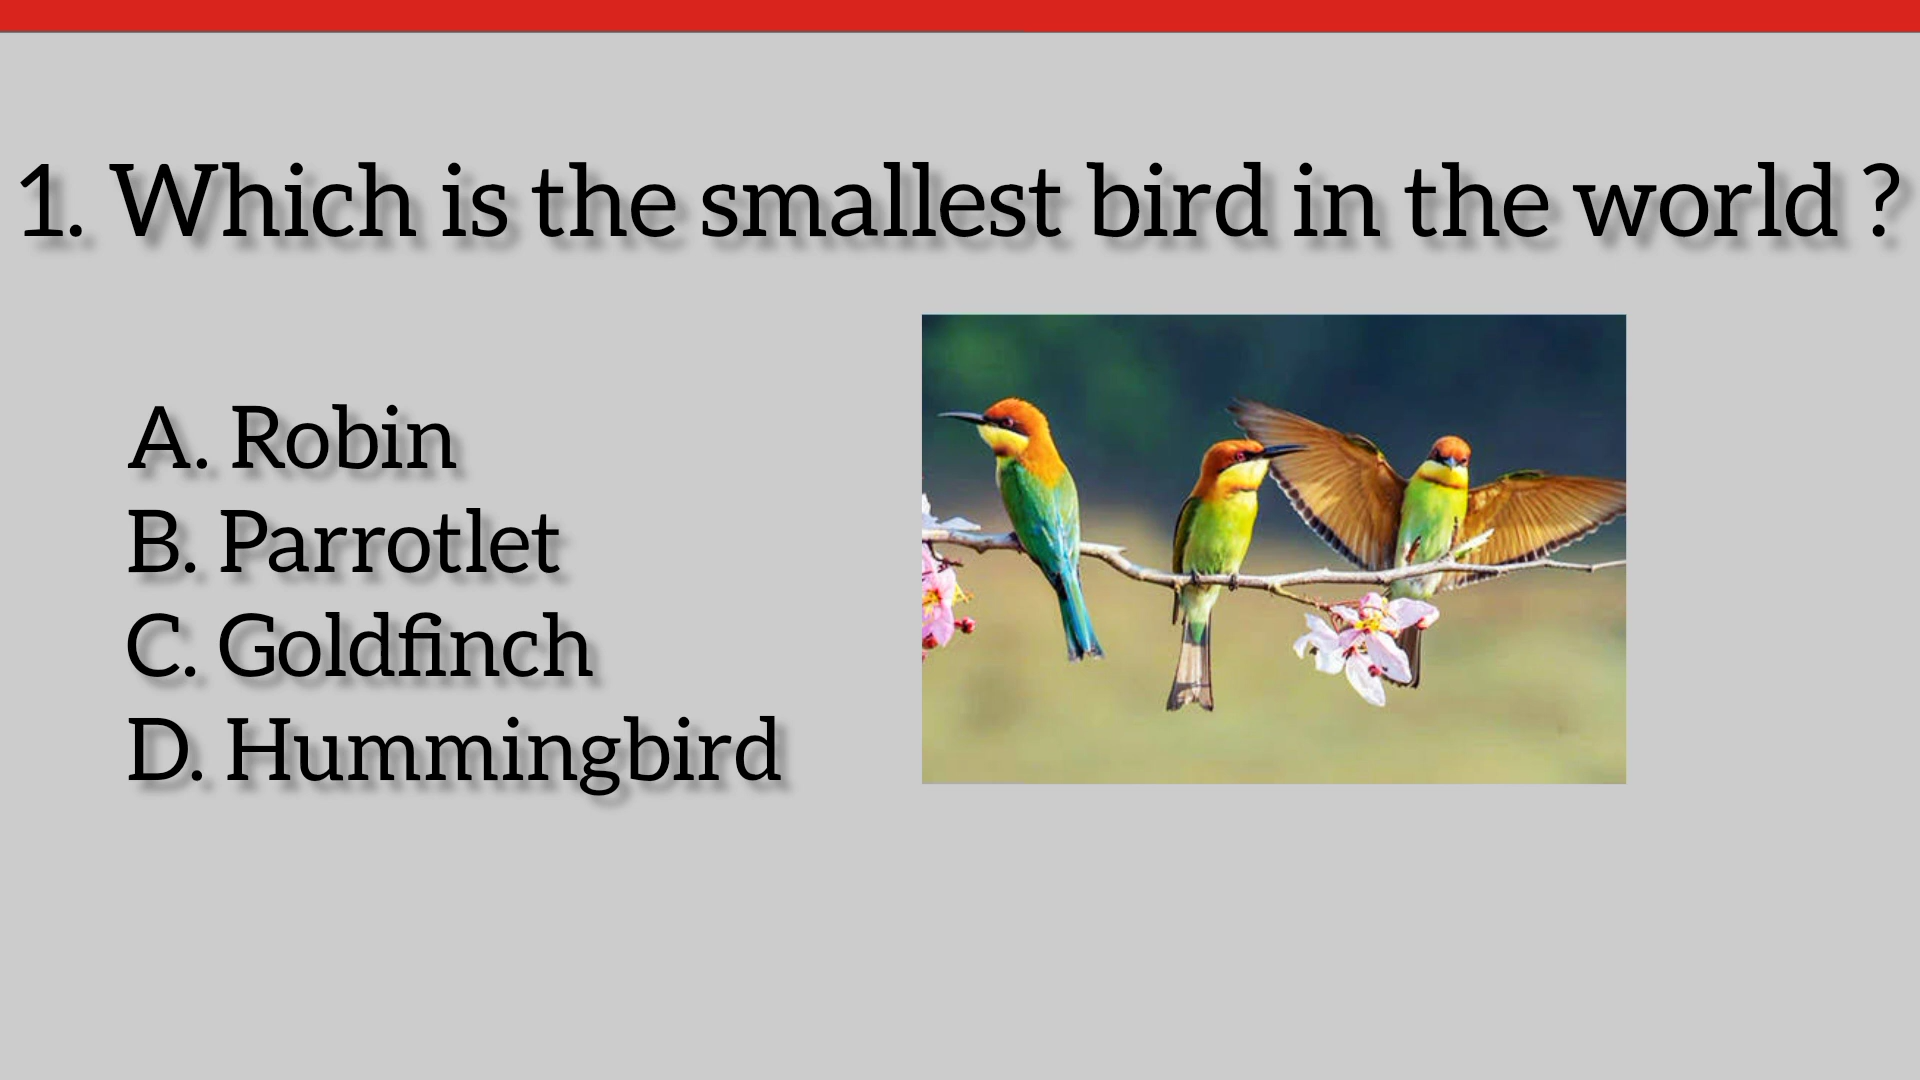 1. Which is the smallest bird in the world ?
A. Robin
B. Parrotlet
C. Goldfinch
D. Hummingbird